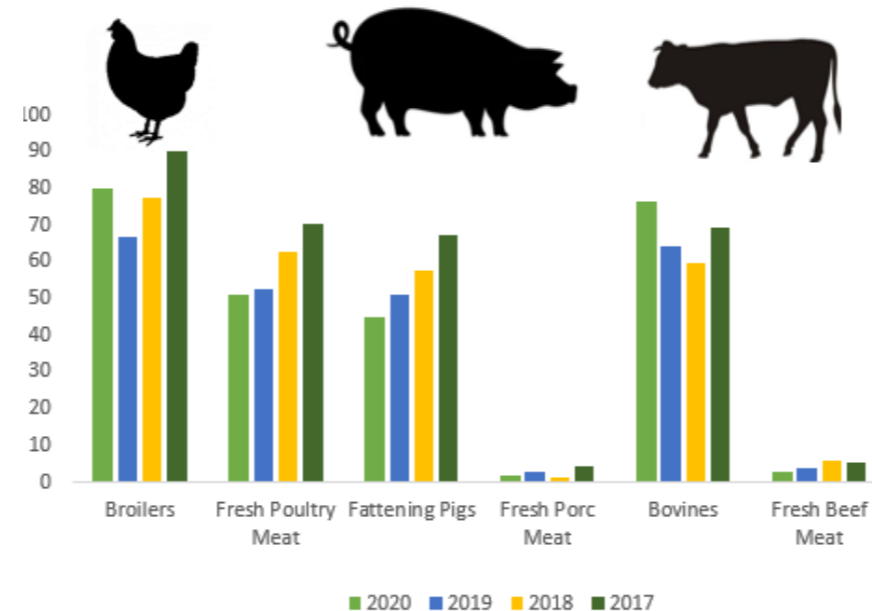 100
90
80
70
60
50
40
30
20
10
0
Broilers
Fresh Poultry
Meat
Fattening Pigs
Fresh Porc
Meat
Bovines
Fresh Beef
Meat
2020 2019 2018 2017